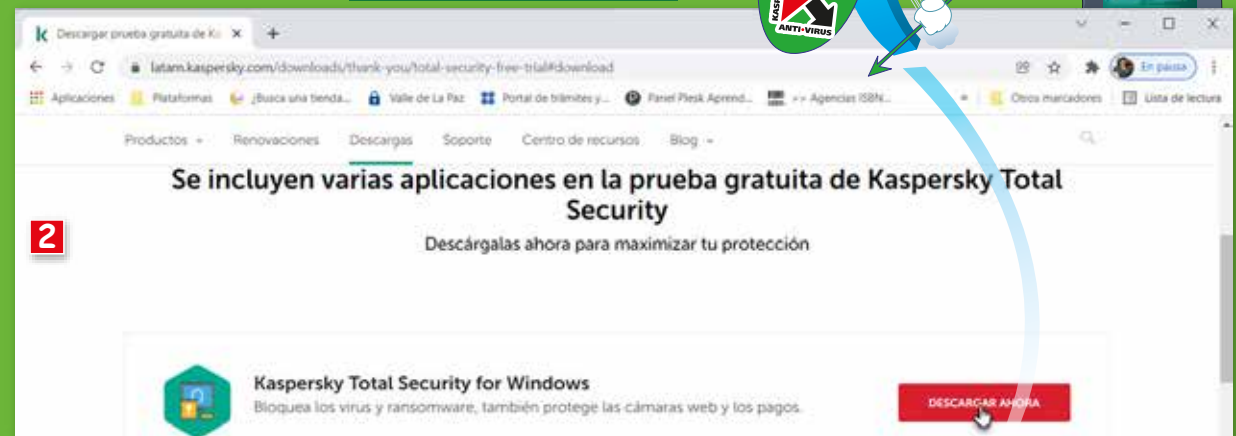 KASP
ANTI-VIRUS
Descargar prueba gratuita de Ka
latam.kaspersky.com/downloads/thank-you/total-security-free-trial#download
En pausa
Aplicaciones Plataformas ¡Busca una tienda... Valle de La Paz Portal de trámites y... Panel Plesk Aprend... >> Agencias ISBN... » Otros marcadores Lista de lectura
Productos Renovaciones Descargas Soporte Centro de recursos Blog
Se incluyen varias aplicaciones en la prueba gratuita de Kaspersky Total
Security
2
Descárgalas ahora para maximizar tu protección
Kaspersky Total Security for Windows
Bloquea los virus y ransomware, también protege las cámaras web y los pagos.
DESCARGAR AHORA